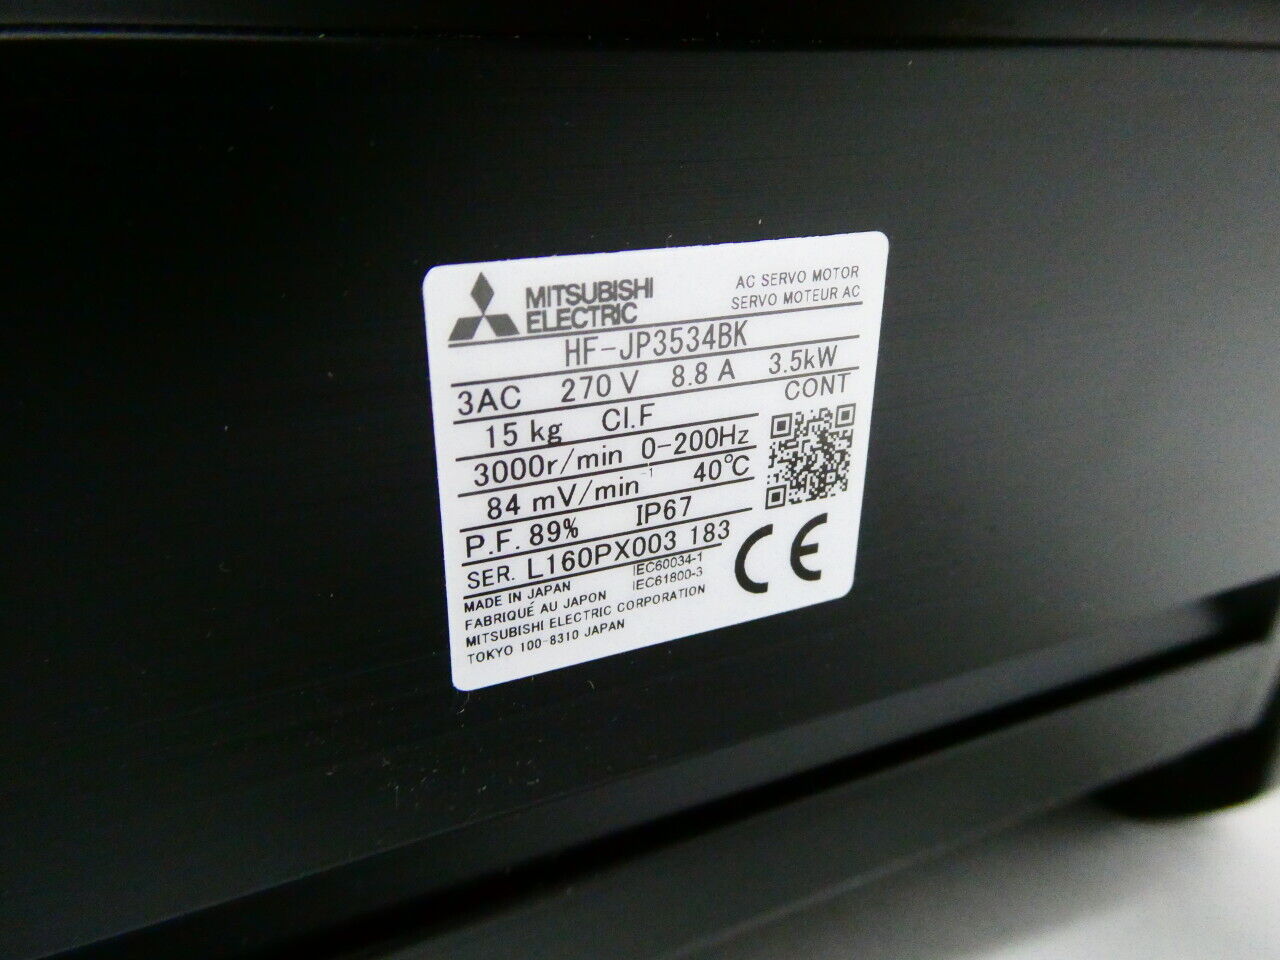 MITSUBISHI
ELECTRIC
AC SERVO MOTOR
SERVO MOTEUR AC
HF-JP3534BK
3AC 270 V 8.8 A 3.5kW
15 kg CI.F CONT
3000r/min 0-200Hz
84 mV/min⁻¹ 40℃
P.F. 89% IP67
SER. L160PX003 183
MADE IN JAPAN IEC60034-1
FABRIQUÉ AU JAPON IEC61800-3
MITSUBISHI ELECTRIC CORPORATION
TOKYO 100-8310 JAPAN
CE